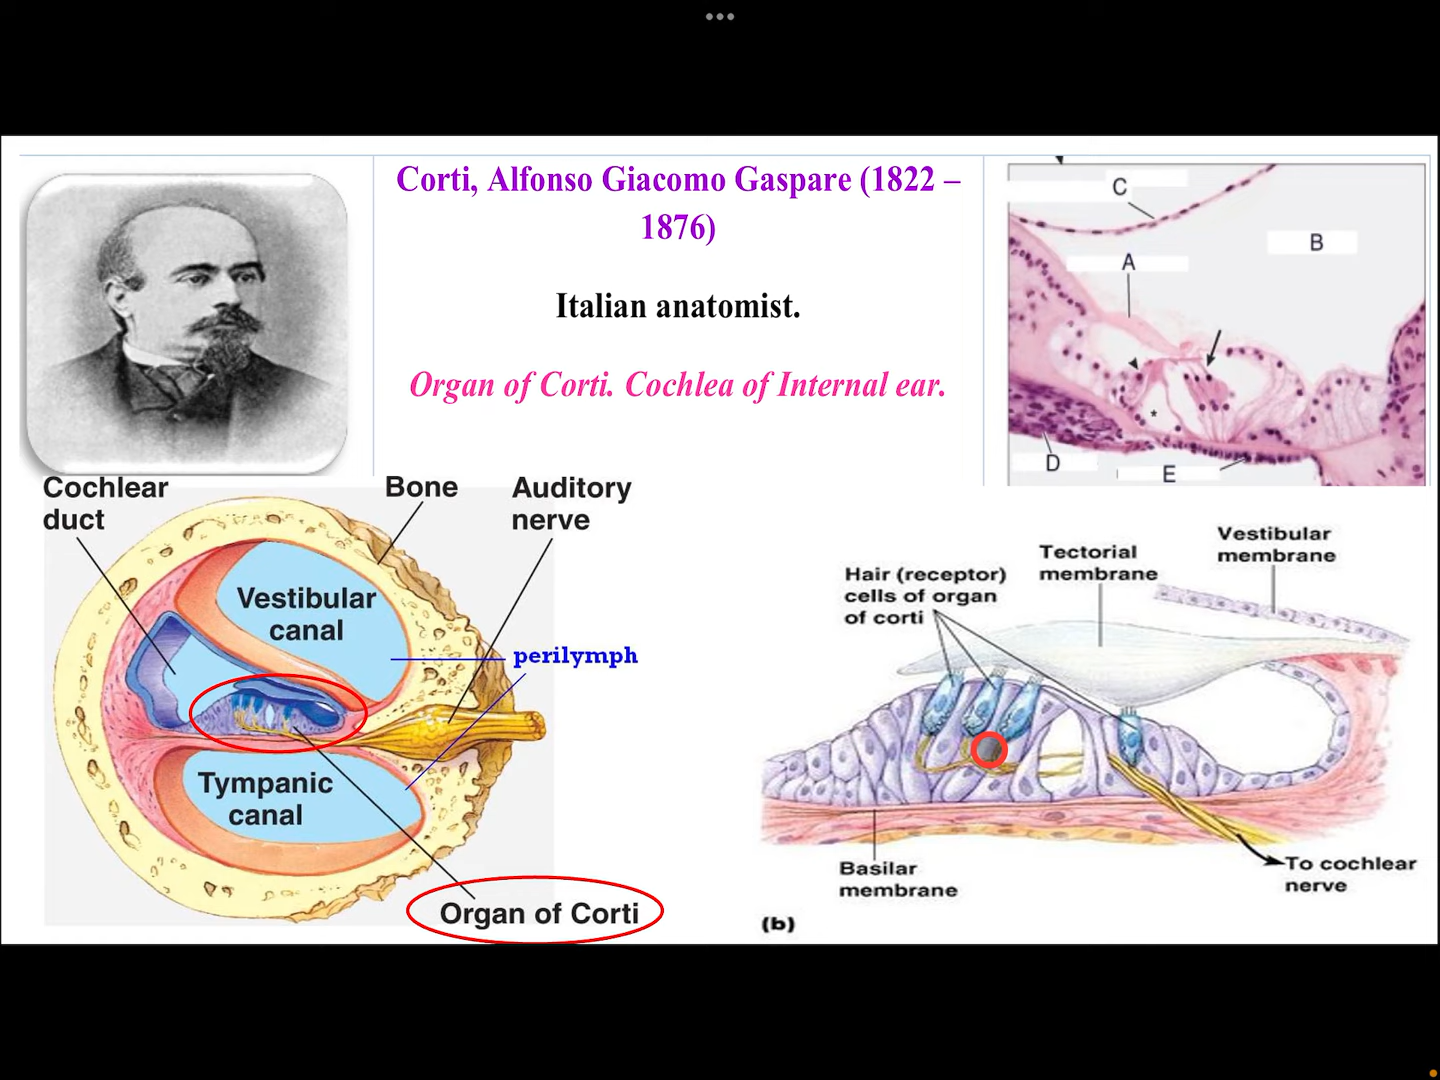 Corti, Alfonso Giacomo Gaspare (1822 –
1876)
Italian anatomist.
Organ of Corti. Cochlea of Internal ear.
C
B
A
*
D
E
Cochlear
duct
Bone
Auditory
nerve
Vestibular
canal
perilymph
Tympanic
canal
Organ of Corti
Vestibular
membrane
Tectorial
membrane
Hair (receptor)
cells of organ
of corti
Basilar
membrane
To cochlear
nerve
(b)